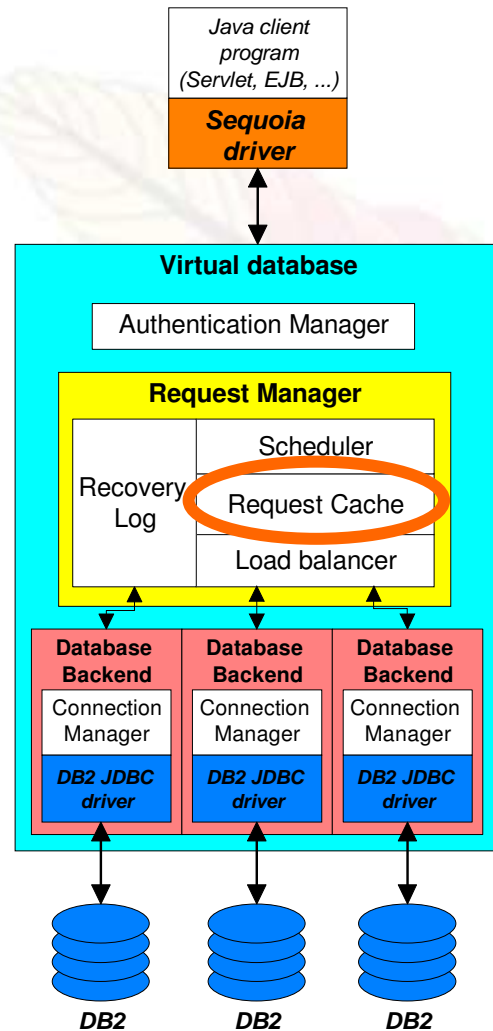 Java client
program
(Servlet, EJB, ...)
Sequoia
driver
Virtual database
Authentication Manager
Request Manager
Recovery
Log
Scheduler
Request Cache
Load balancer
Database
Backend
Connection
Manager
DB2 JDBC
driver
Database
Backend
Connection
Manager
DB2 JDBC
driver
Database
Backend
Connection
Manager
DB2 JDBC
driver
DB2
DB2
DB2